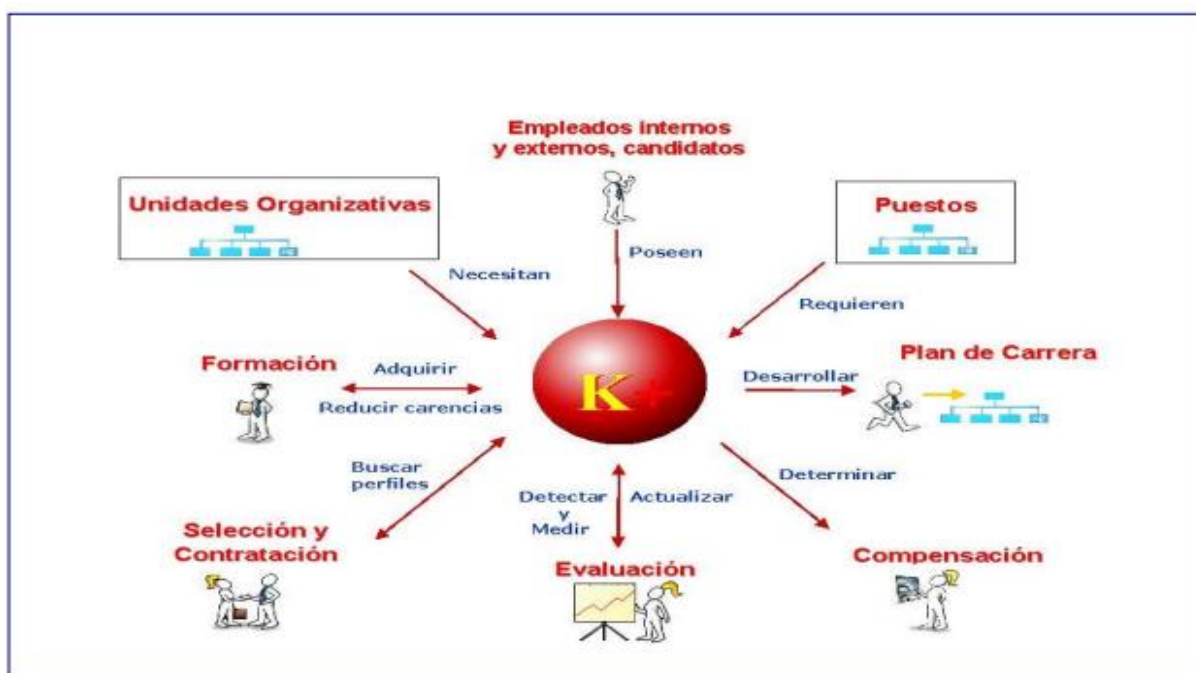 Empleados internos
y externos, candidatos
Unidades Organizativas
Puestos
Poseen
Necesitan
Requieren
Formación
Adquirir
Reducir carencias
K+
Desarrollar
Plan de Carrera
Buscar
perfiles
Detectar
y
Medir
Actualizar
Determinar
Selección y
Contratación
Evaluación
Compensación